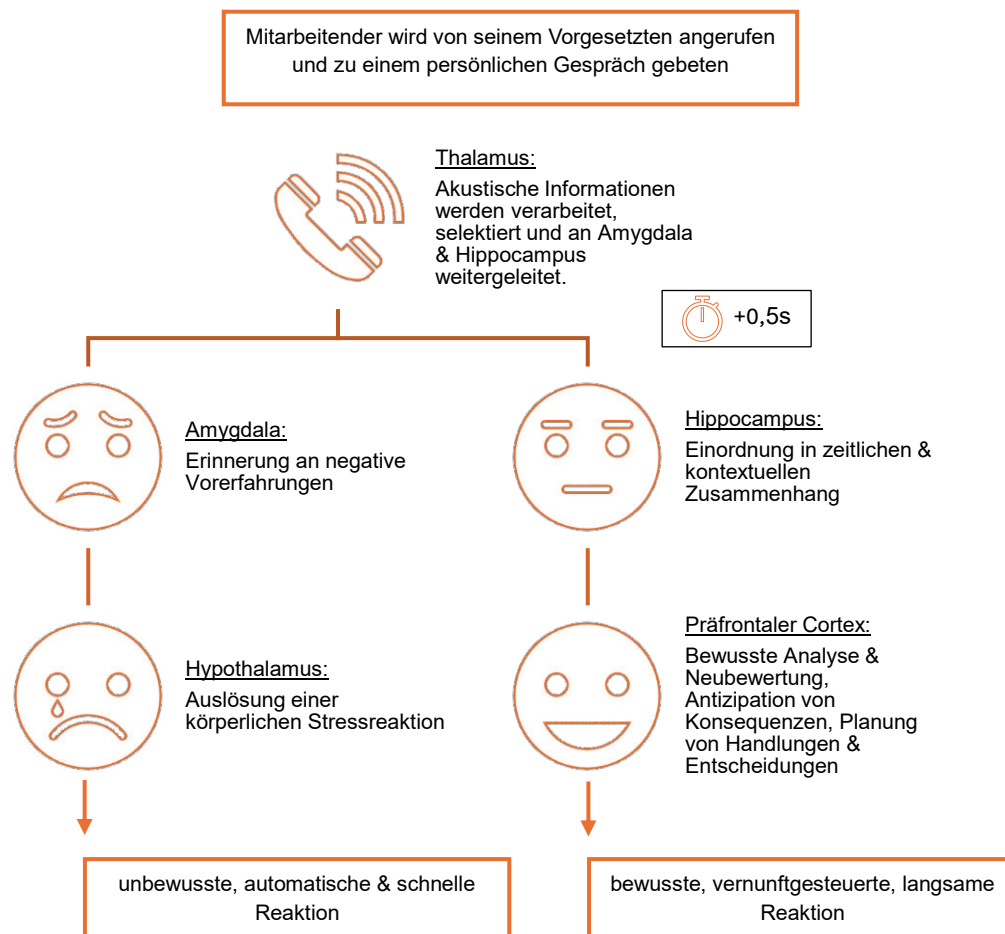 Mitarbeitender wird von seinem Vorgesetzten angerufen
und zu einem persönlichen Gespräch gebeten
Thalamus:
Akustische Informationen
werden verarbeitet,
selektiert und an Amygdala
& Hippocampus
weitergeleitet.
+0,5s
Amygdala:
Erinnerung an negative
Vorerfahrungen
Hippocampus:
Einordnung in zeitlichen &
kontextuellen
Zusammenhang
Hypothalamus:
Auslösung einer
körperlichen Stressreaktion
Präfrontaler Cortex:
Bewusste Analyse &
Neubewertung,
Antizipation von
Konsequenzen, Planung
von Handlungen &
Entscheidungen
unbewusste, automatische & schnelle
Reaktion
bewusste, vernunftgesteuerte, langsame
Reaktion